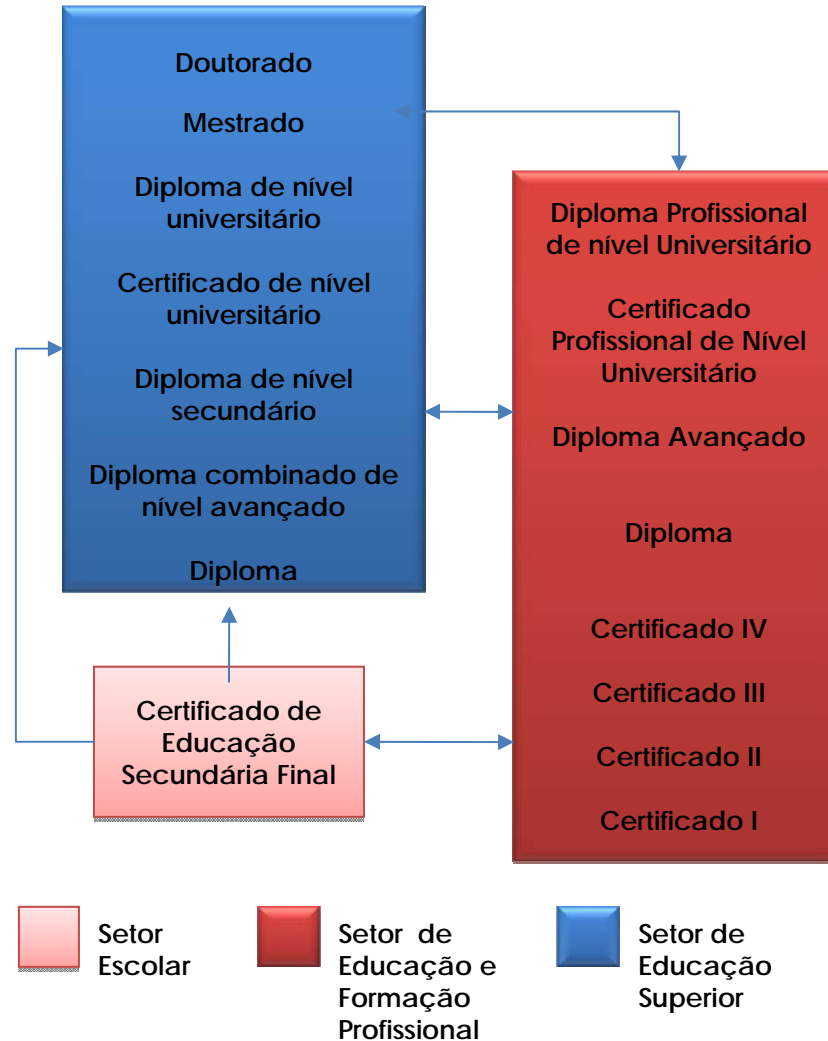 Doutorado
Mestrado
Diploma de nível
universitário
Certificado de nível
universitário
Diploma de nível
secundário
Diploma combinado de
nível avançado
Diploma
Diploma Profissional
de nível Universitário
Certificado
Profissional de Nível
Universitário
Diploma Avançado
Diploma
Certificado IV
Certificado III
Certificado II
Certificado I
Certificado de
Educação
Secundária Final
Setor
Escolar
Setor de
Educação e
Formação
Profissional
Setor de
Educação
Superior